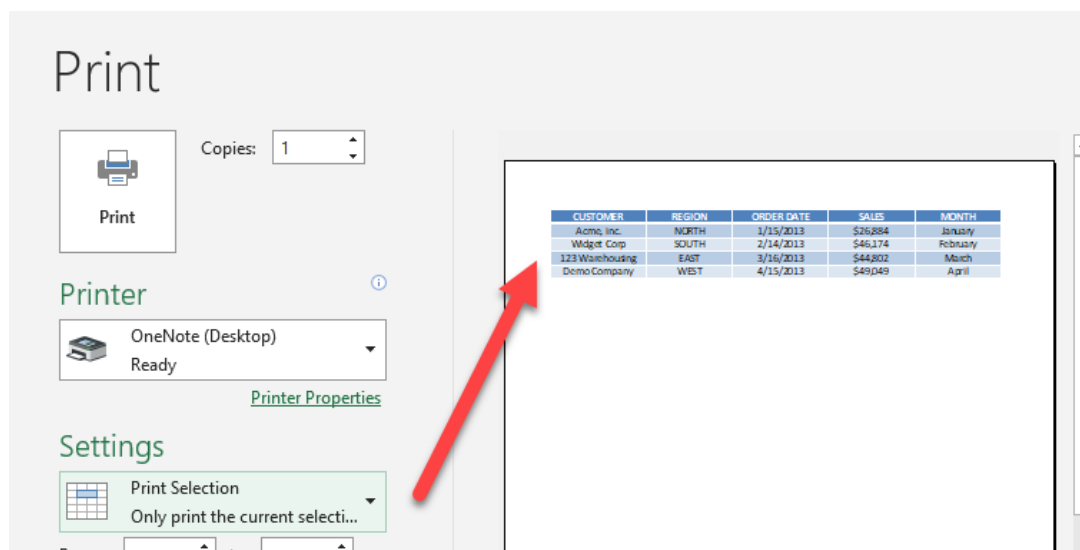 Print
Copies: 1
Print
Printer
OneNote (Desktop)
Ready
Printer Properties
Settings
Print Selection
Only print the current selecti...
CUSTOMER REGION ORDER DATE SALES MONTH
Acme, Inc. NORTH 1/15/2013 $26,884 January
Widget Corp SOUTH 2/14/2013 $46,174 February
123 Warehousing EAST 3/16/2013 $44,802 March
Demo Company WEST 4/15/2013 $49,049 April